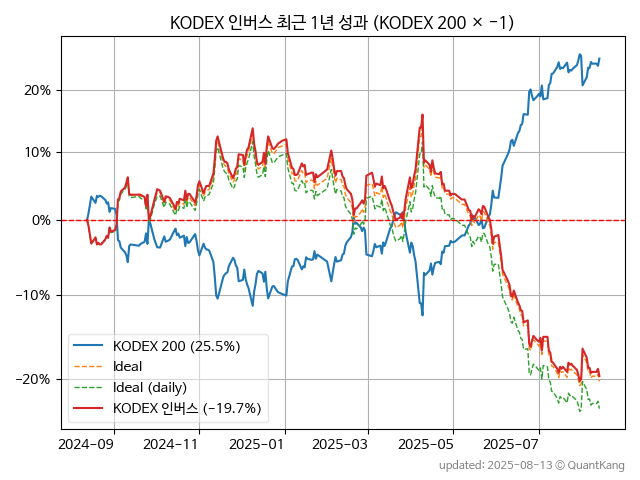 KODEX 인버스 최근 1년 성과 (KODEX 200 × −1)
20%
10%
0%
−10%
−20%
KODEX 200 (25.5%)
Ideal
Ideal (daily)
KODEX 인버스 (−19.7%)
2024-09 2024-11 2025-01 2025-03 2025-05 2025-07
updated: 2025-08-13 © QuantKang